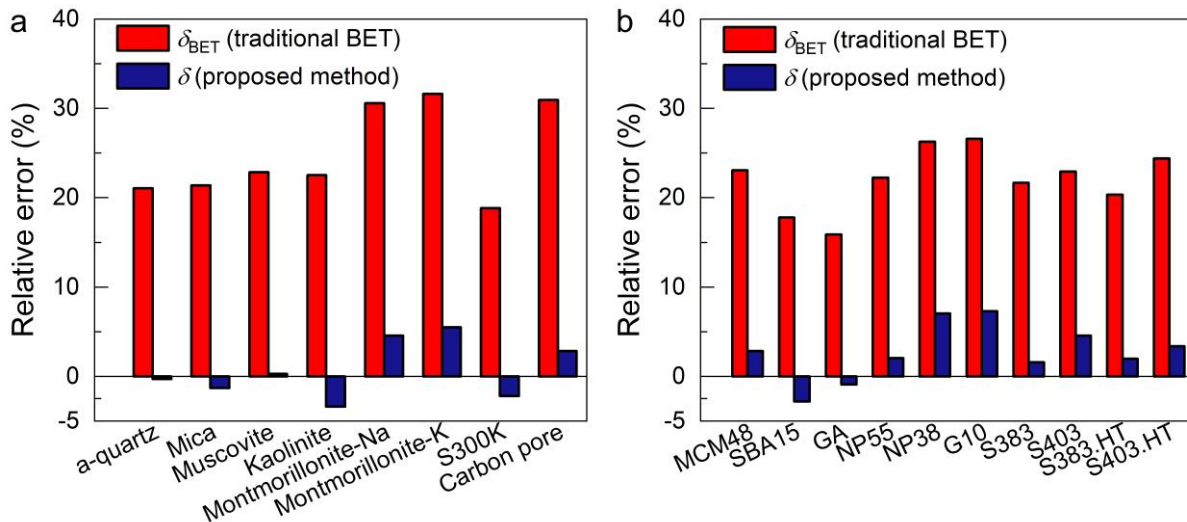 a
δBET (traditional BET)
δ (proposed method)
Relative error (%)
40
30
20
10
0
-5
a-quartz
Mica
Muscovite
Kaolinite
Montmorillonite-Na
Montmorillonite-K
S300K
Carbon pore
b
δBET (traditional BET)
δ (proposed method)
Relative error (%)
40
30
20
10
0
-5
MCM48
SBA15
GA
NP55
NP38
G10
S383
S403
S383.HT
S403.HT